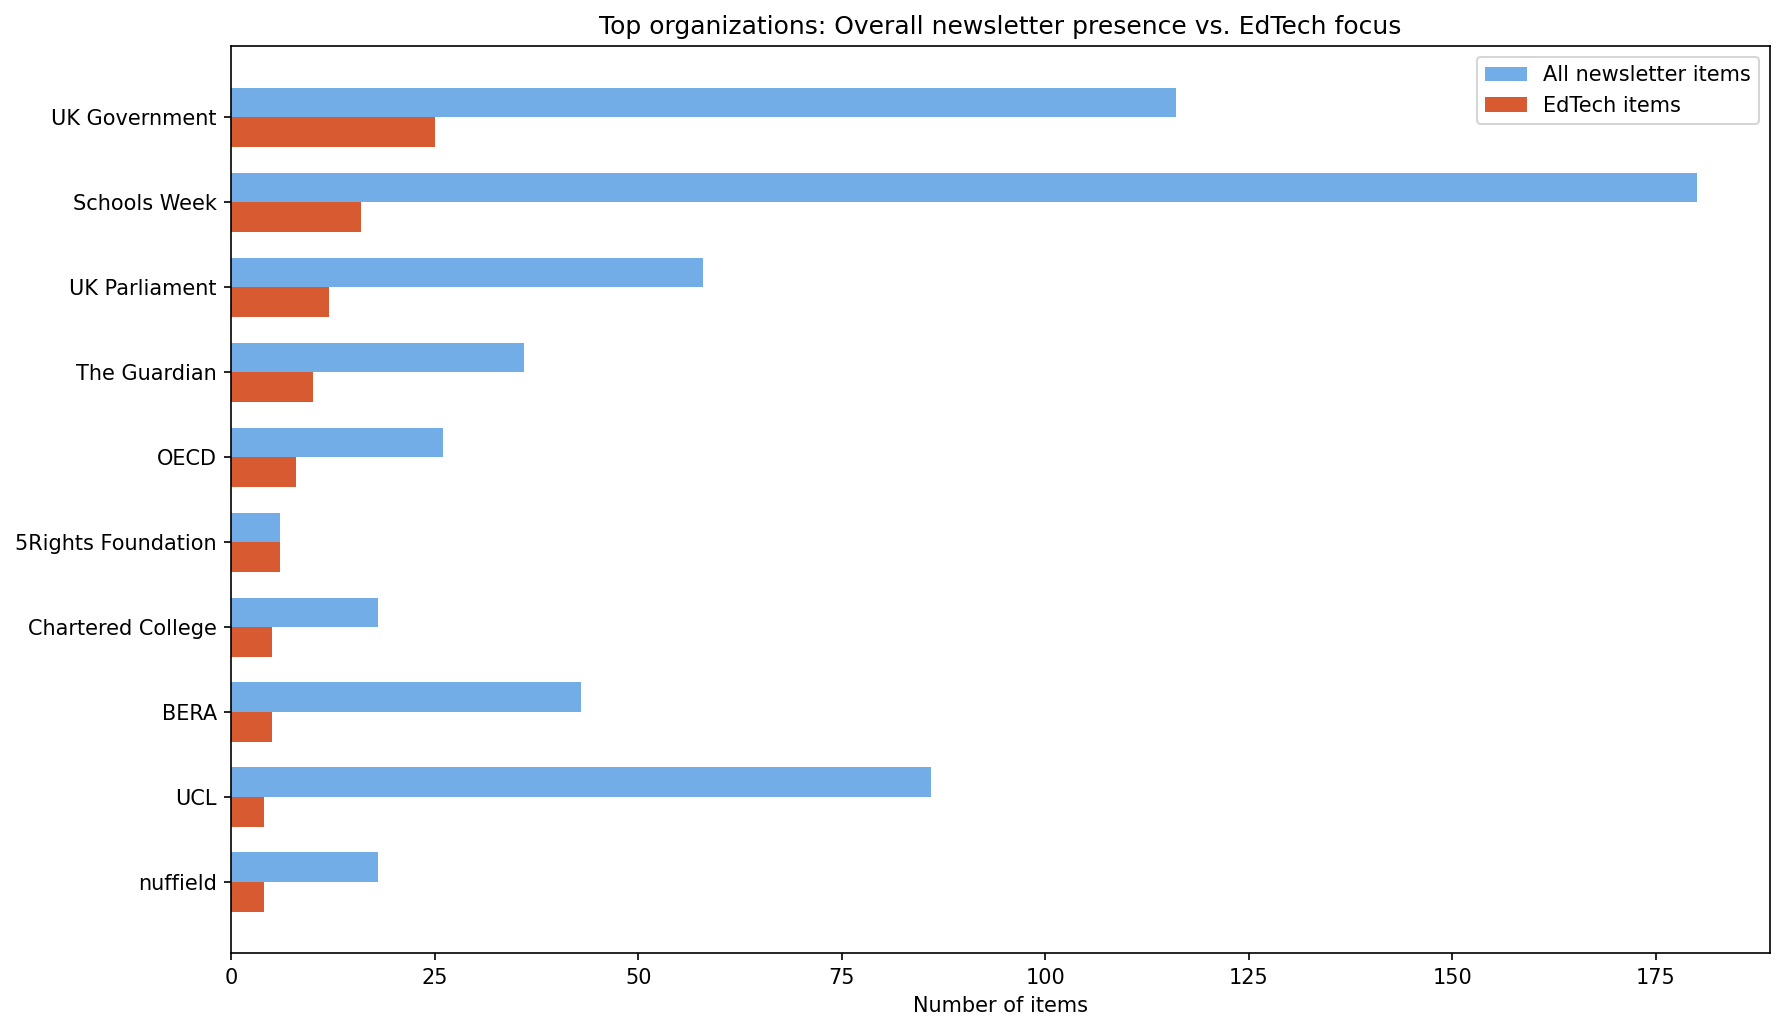 Top organizations: Overall newsletter presence vs. EdTech focus
All newsletter items
EdTech items
UK Government
Schools Week
UK Parliament
The Guardian
OECD
5Rights Foundation
Chartered College
BERA
UCL
nuffield
0 25 50 75 100 125 150 175
Number of items